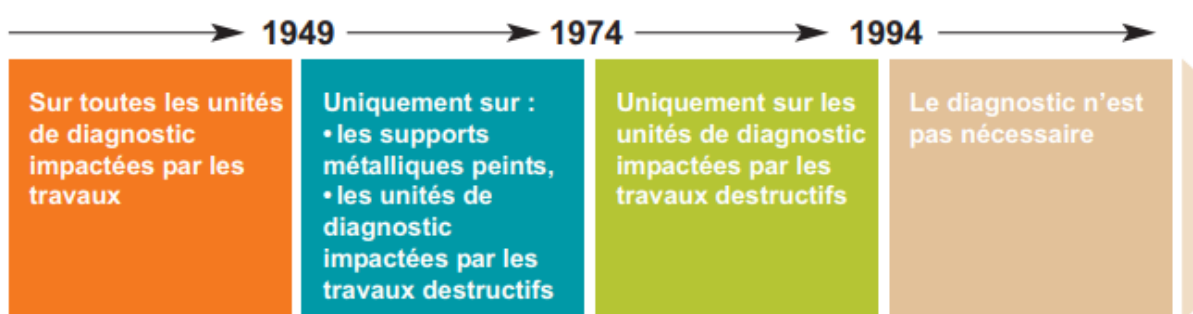 1949 1974 1994
Sur toutes les unités
de diagnostic
impactées par les
travaux
Uniquement sur :
• les supports
métalliques peints,
• les unités de
diagnostic
impactées par les
travaux destructifs
Uniquement sur les
unités de diagnostic
impactées par les
travaux destructifs
Le diagnostic n’est
pas nécessaire